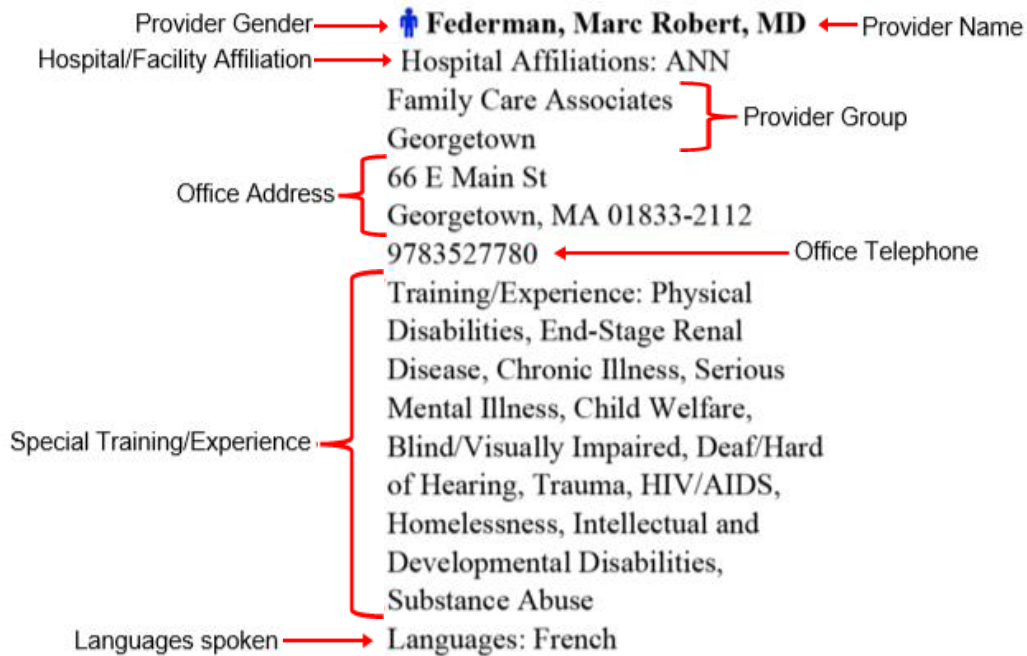 Provider Gender Federman, Marc Robert, MD Provider Name
Hospital/Facility Affiliation Hospital Affiliations: ANN
Family Care Associates
Provider Group
Georgetown
Office Address 66 E Main St
Georgetown, MA 01833-2112
9783527780 Office Telephone
Training/Experience: Physical
Disabilities, End-Stage Renal
Disease, Chronic Illness, Serious
Mental Illness, Child Welfare,
Special Training/Experience Blind/Visually Impaired, Deaf/Hard
of Hearing, Trauma, HIV/AIDS,
Homelessness, Intellectual and
Developmental Disabilities,
Substance Abuse
Languages spoken Languages: French